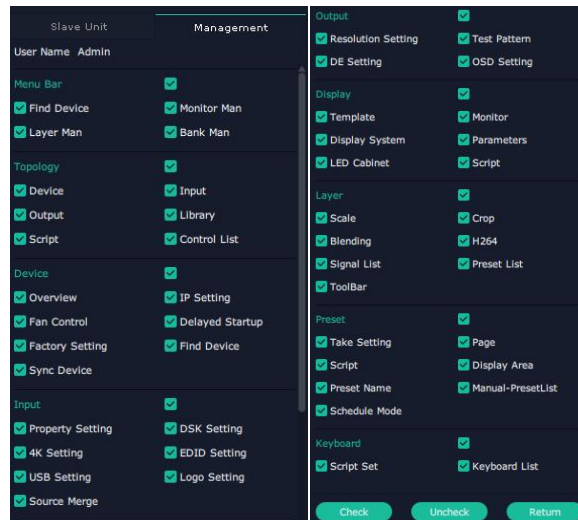 Slave Unit Management
User Name Admin
Menu Bar
Find Device Monitor Man
Layer Man Bank Man
Topology
Device Input
Output Library
Script Control List
Device
Overview IP Setting
Fan Control Delayed Startup
Factory Setting Find Device
Sync Device
Input
Property Setting DSK Setting
4K Setting EDID Setting
USB Setting Logo Setting
Source Merge
Output
Resolution Setting Test Pattern
DE Setting OSD Setting
Display
Template Monitor
Display System Parameters
LED Cabinet Script
Layer
Scale Crop
Blending H264
Signal List Preset List
ToolBar
Preset
Take Setting Page
Script Display Area
Preset Name Manual-PresetList
Schedule Mode
Keyboard
Script Set Keyboard List
Check Uncheck Return